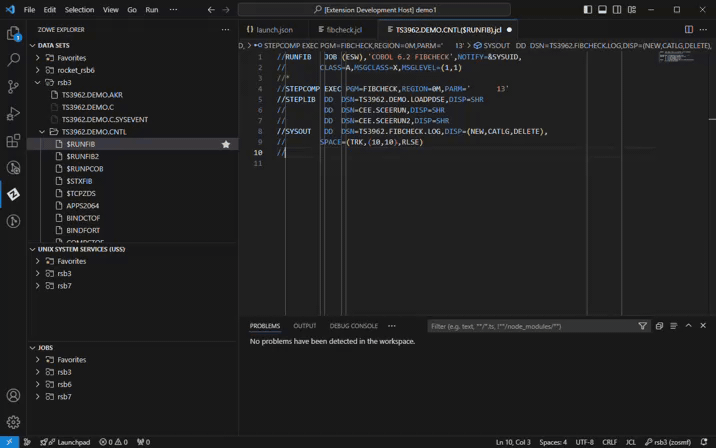 File Edit Selection View Go Run ··· [Extension Development Host] demo1
ZOWE EXPLORER ···
DATA SETS
Favorites
rocket_rsb6
rsb3
TS3962.DEMO.AKR
TS3962.DEMO.C
TS3962.DEMO.C.SYSEVENT
TS3962.DEMO.CNTL
$RUNFIB
$RUNFIB2
$RUNPCOB
$STXFIB
$TCPZDS
APPS2064
BINDCTOF
BINDFORT
UNIX SYSTEM SERVICES (USS)
Favorites
rsb3
rsb7
JOBS
Favorites
rsb3
rsb6
rsb7
launch.json fibcheck.jcl TS3962.DEMO.CNTL($RUNFIB).jcl
D, STEPCOMP EXEC PGM=FIBCHECK,REGION=0M,PARM=' 13' SYSOUT DD DSN=TS3962.FIBCHECK.LOG,DISP=(NEW,CATLG,DELETE),
1 //RUNFIB JOB (ESW),'COBOL 6.2 FIBCHECK',NOTIFY=&SYSUID,
2 // CLASS=A,MSGCLASS=X,MSGLEVEL=(1,1)
3 //*
4 //STEPCOMP EXEC PGM=FIBCHECK,REGION=0M,PARM=' 13'
5 //STEPLIB DD DSN=TS3962.DEMO.LOADPDSE,DISP=SHR
6 // DD DSN=CEE.SCEERUN,DISP=SHR
7 // DD DSN=CEE.SCEERUN2,DISP=SHR
8 //SYSOUT DD DSN=TS3962.FIBCHECK.LOG,DISP=(NEW,CATLG,DELETE),
9 // SPACE=(TRK,(10,10),RLSE)
10 //
11
PROBLEMS OUTPUT DEBUG CONSOLE ··· Filter (e.g. text, **/*.ts, !**/node_modules/**)
No problems have been detected in the workspace.
Launchpad 0 0 0 Ln 10, Col 3 Spaces: 4 UTF-8 CRLF JCL rsb3 (zosmf)